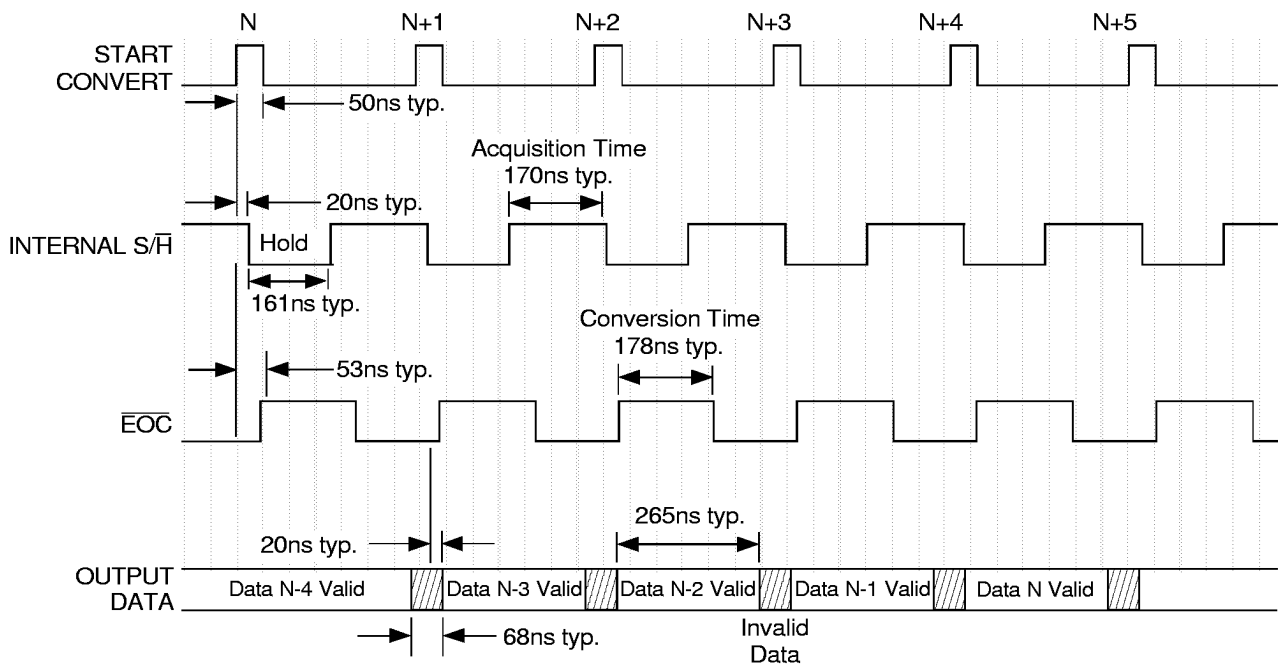 N N+1 N+2 N+3 N+4 N+5
START
CONVERT
50ns typ.
Acquisition Time
170ns typ.
20ns typ.
INTERNAL S/H̅
Hold
161ns typ.
Conversion Time
178ns typ.
53ns typ.
E̅O̅C̅
265ns typ.
20ns typ.
OUTPUT
DATA
Data N-4 Valid Data N-3 Valid Data N-2 Valid Data N-1 Valid Data N Valid
68ns typ.
Invalid
Data